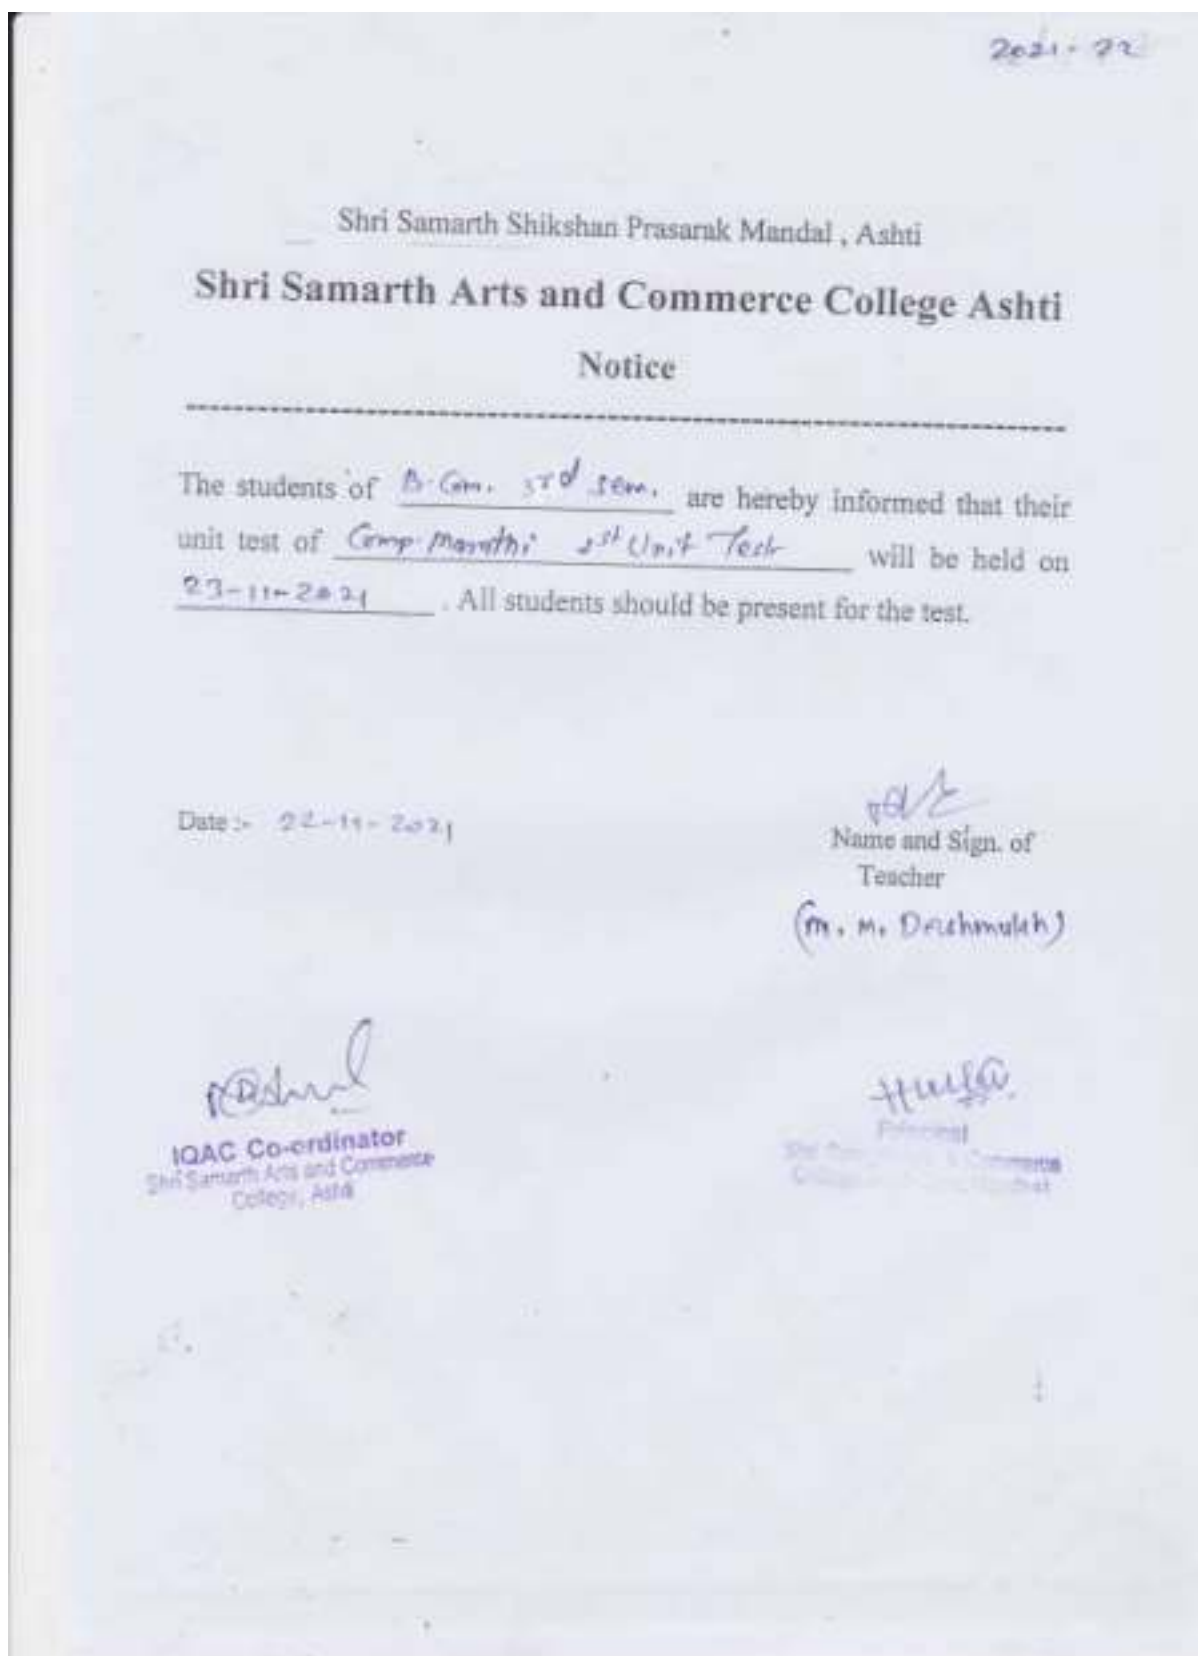 2021-22
Shri Samarth Shikshan Prasarak Mandal , Ashti
Shri Samarth Arts and Commerce College Ashti
Notice
The students of B.Com. 3rd sem. are hereby informed that their
unit test of Comp. Marathi 1st Unit Test will be held on
23-11-2021 . All students should be present for the test.
Date :- 22-11-2021
Name and Sign. of
Teacher
(M. M. Deshmukh)
IQAC Co-ordinator
Shri Samarth Arts and Commerce
College, Ashti
Principal
Commerce